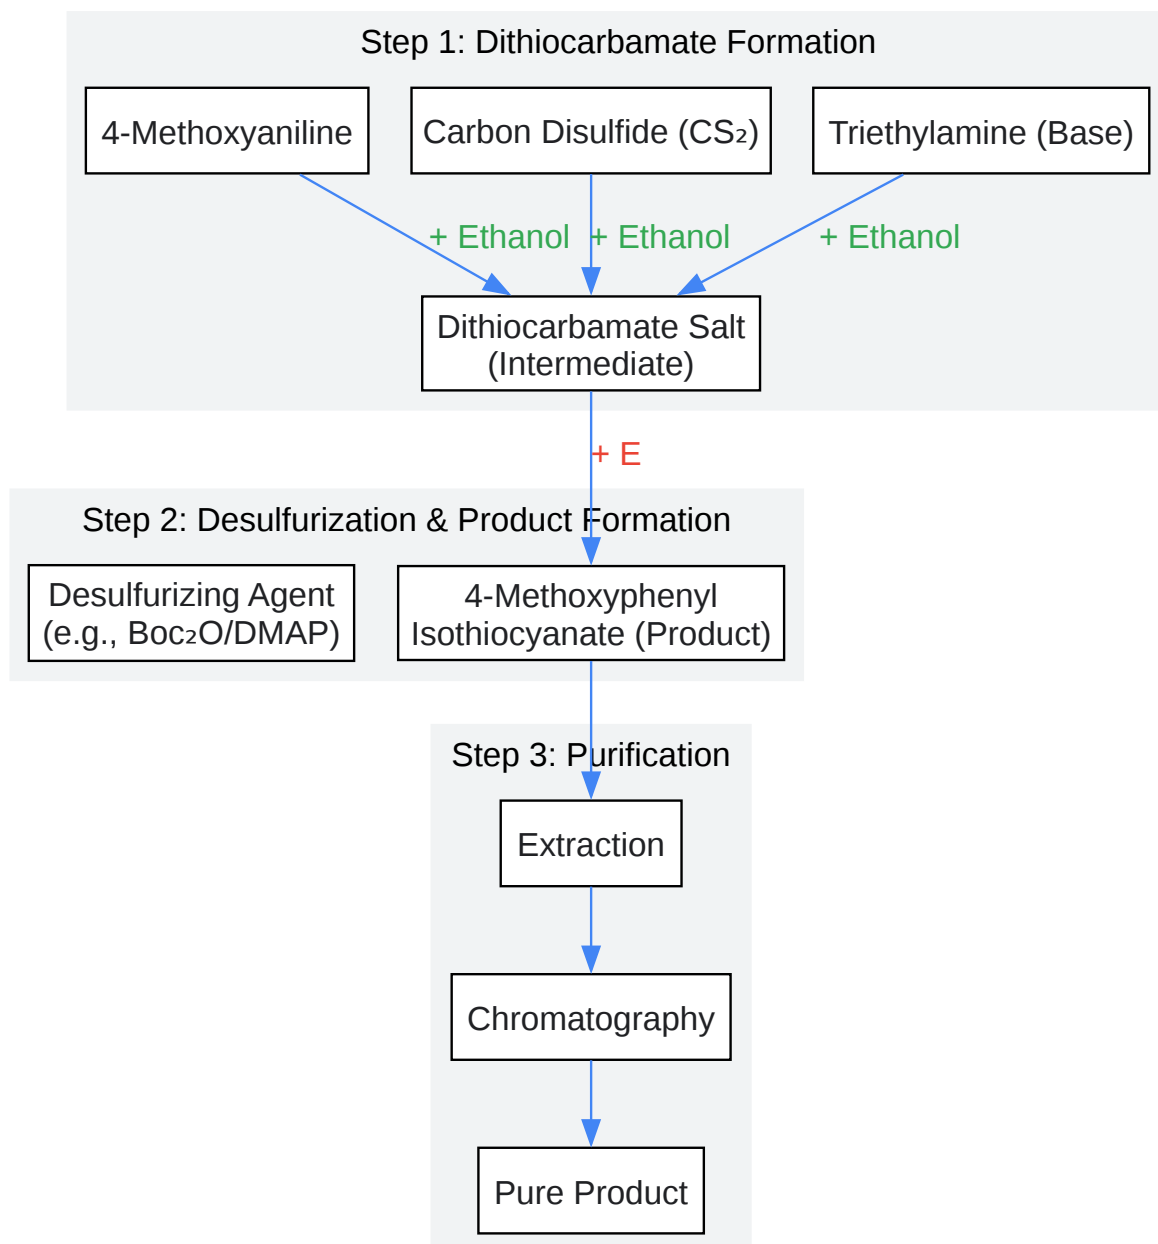 Step 1: Dithiocarbamate Formation
4-Methoxyaniline
Carbon Disulfide (CS₂)
Triethylamine (Base)
+ Ethanol
+ Ethanol
+ Ethanol
Dithiocarbamate Salt
(Intermediate)
+ E
Step 2: Desulfurization & Product Formation
Desulfurizing Agent
(e.g., Boc₂O/DMAP)
4-Methoxyphenyl
Isothiocyanate (Product)
Step 3: Purification
Extraction
Chromatography
Pure Product